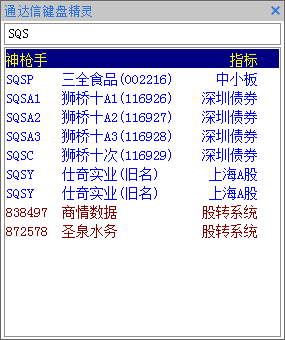 通达信键盘精灵
SQS
神枪手 指标
SQSP 三全食品(002216) 中小板
SQSA1 狮桥十A1(116926) 深圳债券
SQSA2 狮桥十A2(116927) 深圳债券
SQSA3 狮桥十A3(116928) 深圳债券
SQSC 狮桥十次(116929) 深圳债券
SQSY 仕奇实业(旧名) 上海A股
SQSY 仕奇实业(旧名) 上海A股
838497 商情数据 股转系统
872578 圣泉水务 股转系统